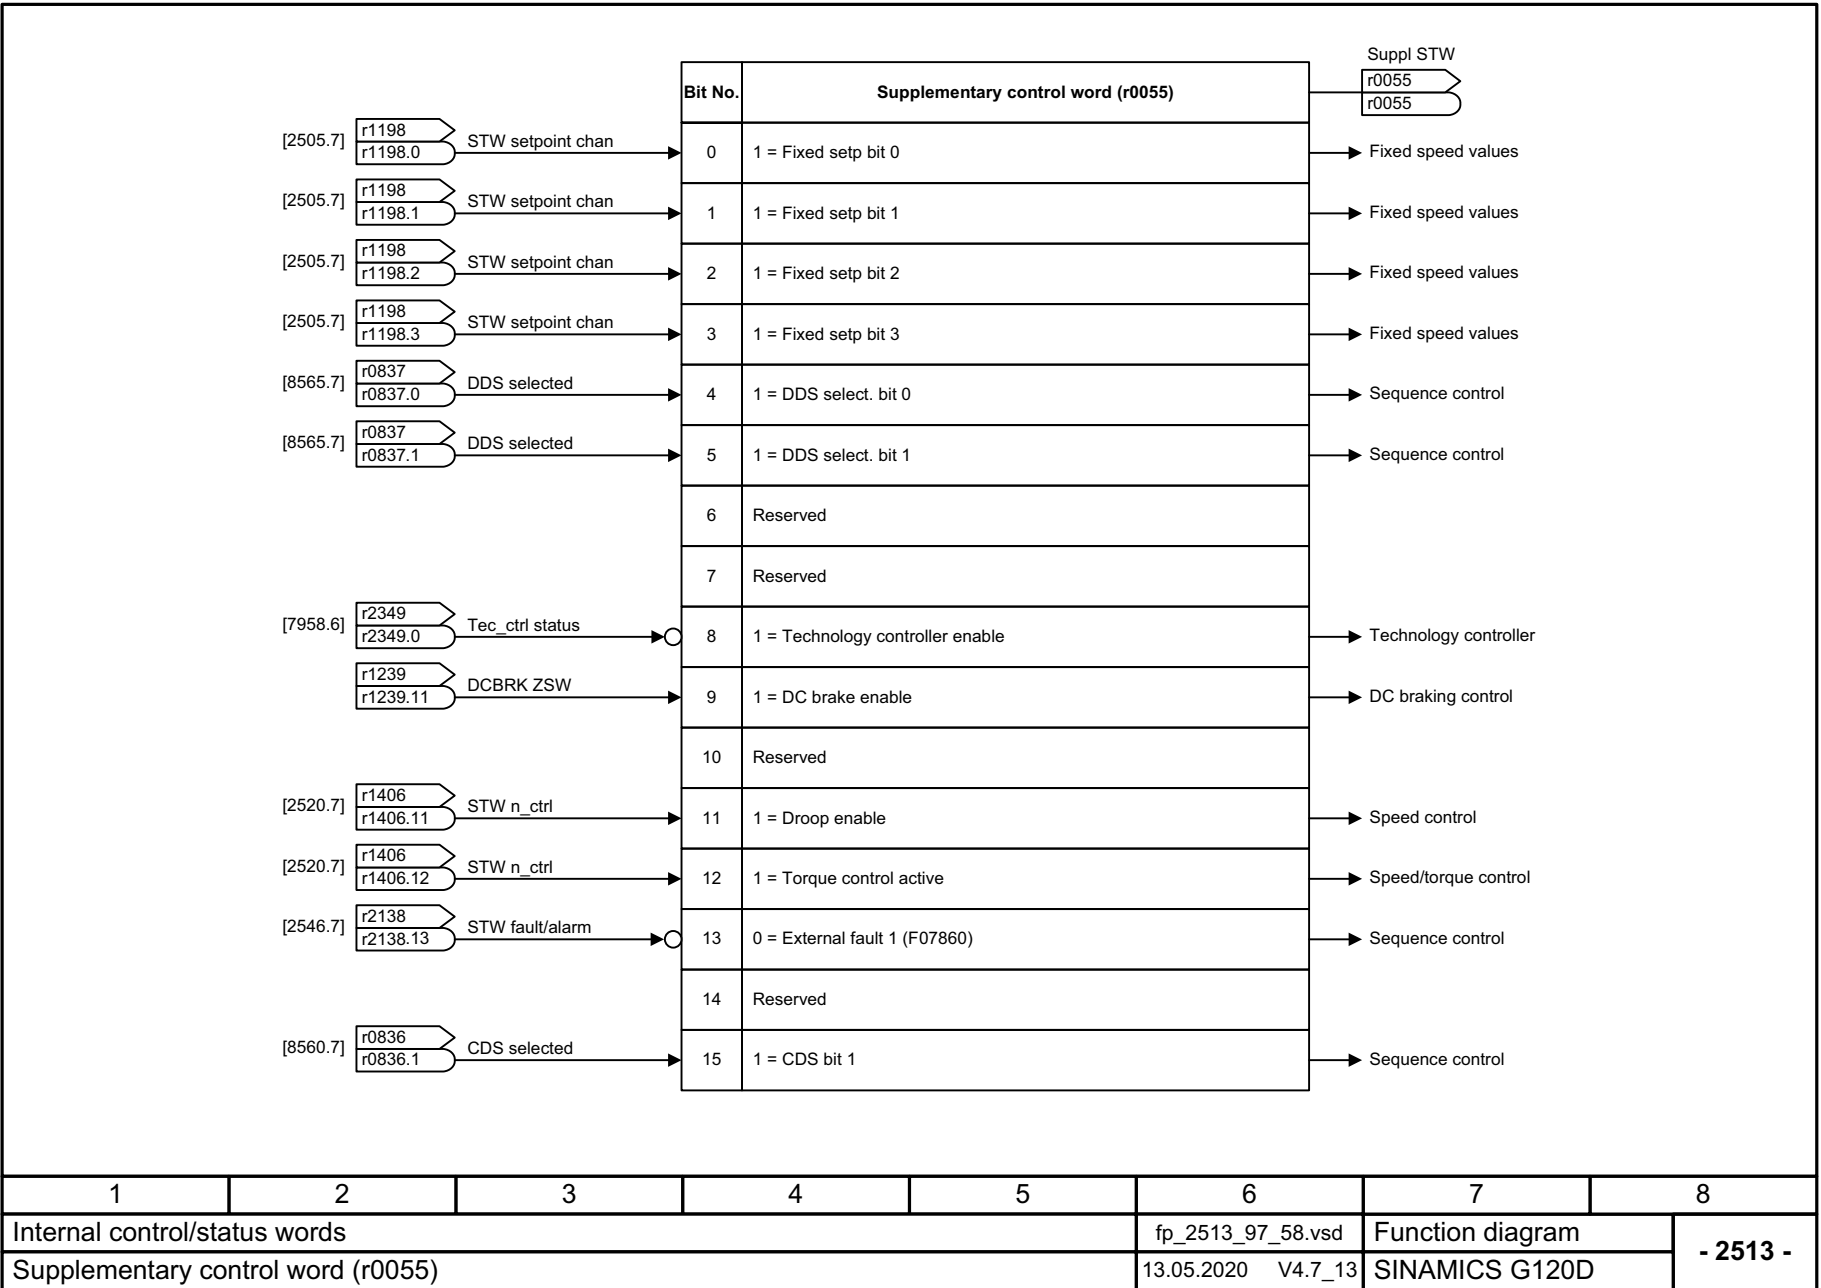 Suppl STW
Bit No. Supplementary control word (r0055) r0055
r0055
[2505.7] r1198 STW setpoint chan
r1198.0 0 1 = Fixed setp bit 0 Fixed speed values
[2505.7] r1198 STW setpoint chan
r1198.1 1 1 = Fixed setp bit 1 Fixed speed values
[2505.7] r1198 STW setpoint chan
r1198.2 2 1 = Fixed setp bit 2 Fixed speed values
[2505.7] r1198 STW setpoint chan
r1198.3 3 1 = Fixed setp bit 3 Fixed speed values
[8565.7] r0837 DDS selected
r0837.0 4 1 = DDS select. bit 0 Sequence control
[8565.7] r0837 DDS selected
r0837.1 5 1 = DDS select. bit 1 Sequence control
6 Reserved
7 Reserved
[7958.6] r2349 Tec_ctrl status
r2349.0 8 1 = Technology controller enable Technology controller
r1239 DCBRK ZSW
r1239.11 9 1 = DC brake enable DC braking control
10 Reserved
[2520.7] r1406 STW n_ctrl
r1406.11 11 1 = Droop enable Speed control
[2520.7] r1406 STW n_ctrl
r1406.12 12 1 = Torque control active Speed/torque control
[2546.7] r2138 STW fault/alarm
r2138.13 13 0 = External fault 1 (F07860) Sequence control
14 Reserved
[8560.7] r0836 CDS selected
r0836.1 15 1 = CDS bit 1 Sequence control
1 2 3 4 5 6 7 8
Internal control/status words fp_2513_97_58.vsd Function diagram - 2513 -
Supplementary control word (r0055) 13.05.2020 V4.7_13 SINAMICS G120D